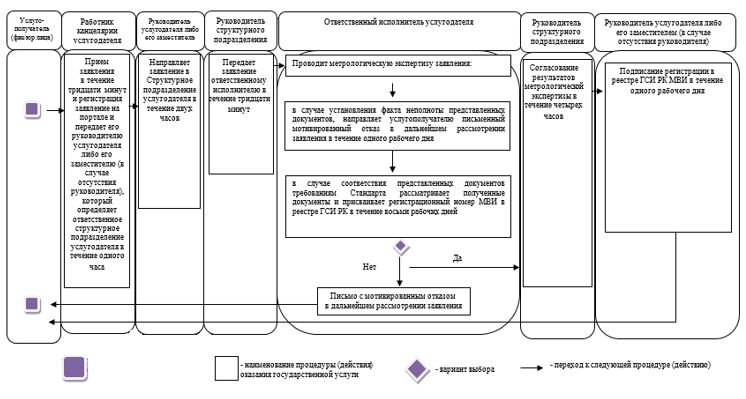 Услуго-
получатель
(физ/юр лица)
Работник
канцелярии
услугодателя
Руководитель
услугодателя либо
его заместитель
Руководитель
структурного
подразделения
Ответственный исполнитель услугодателя
Руководитель
структурного
подразделения
Руководитель услугодателя либо
его заместителем (в случае
отсутствия руководителя)
Прием
заявления
в течение
тридцати минут
и регистрация
заявление на
портале и
передает его
руководителю
услугодателя
либо его
заместителю (в
случае
отсутствия
руководителя),
который
определяет
ответственное
структурное
подразделение
услугодателя в
течение одного
часа
Направляет
заявление в
Структурное
подразделение
услугодателя в
течение двух
часов
Передает
заявление
ответственному
исполнителю в
течение тридцати
минут
Проводит метрологическую экспертизу заявления:
в случае установления факта неполноты представленных
документов, направляет услугополучателю письменный
мотивированный отказ в дальнейшем рассмотрении
заявления в течение одного рабочего дня
в случае соответствия представленных документов
требованиям Стандарта рассматривает полученные
документы и присваивает регистрационный номер МВИ в
реестре ГСИ РК в течение восьми рабочих дней
Нет
Да
Письмо с мотивированным отказом
в дальнейшем рассмотрении заявления
Согласование
результатов
метрологической
экспертизы в
течение четырех
часов
Подписание регистрации в
реестре ГСИ РК МВИ в течение
одного рабочего дня
- наименование процедуры (действия)
оказания государственной услуги
- вариант выбора
- переход к следующей процедуре (действию)